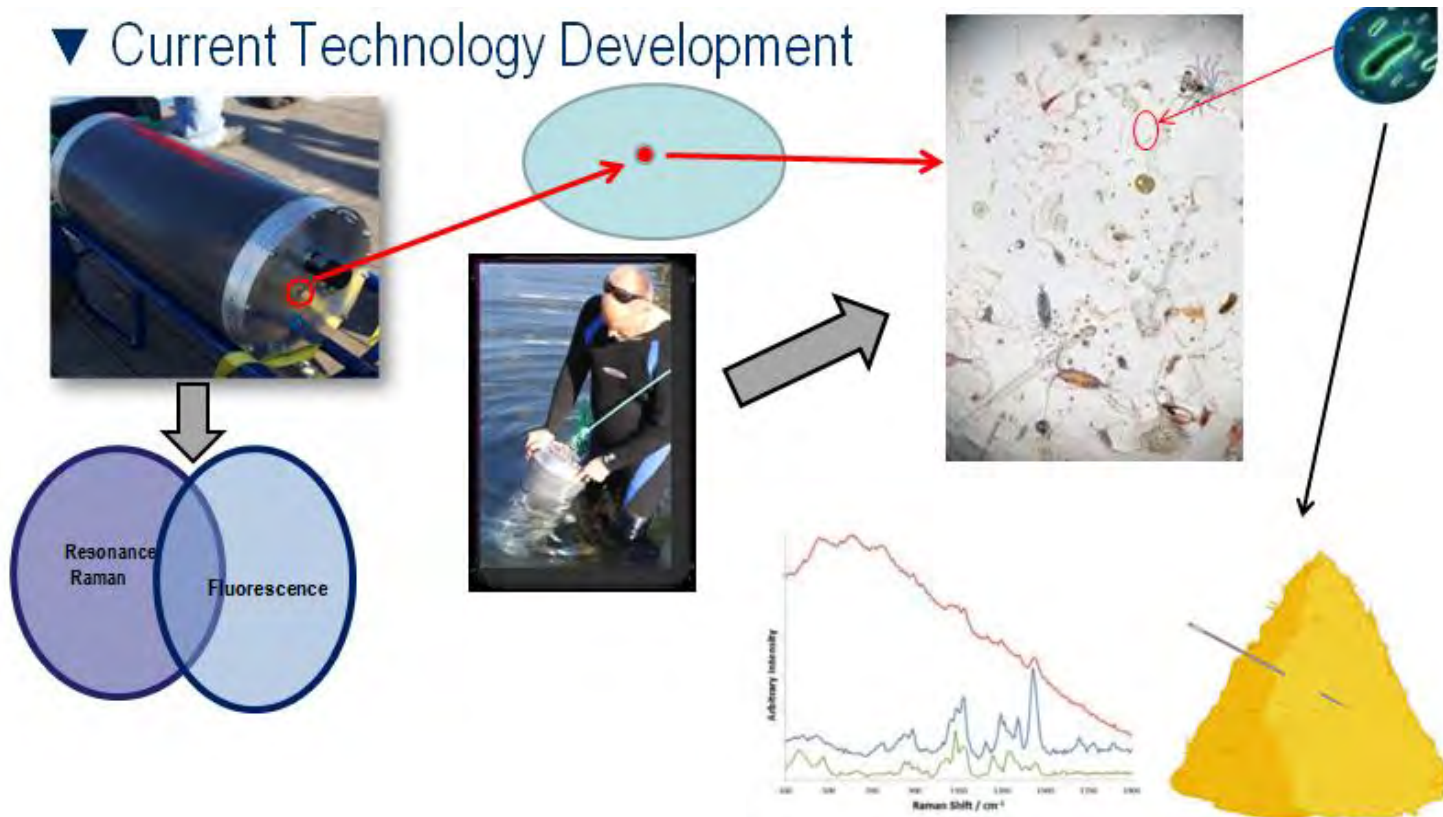 ▼ Current Technology Development
Resonance
Raman
Fluorescence
Arbitrary Intensity
Raman Shift / cm⁻¹